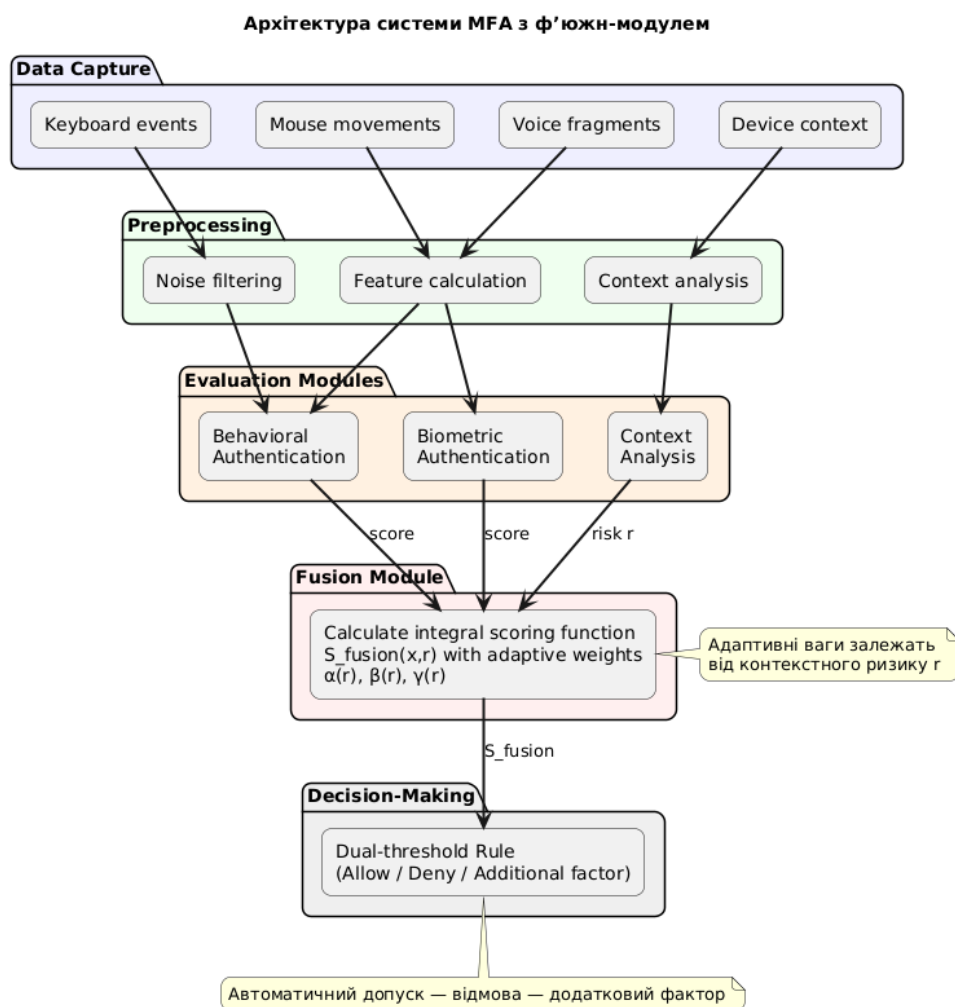 Архітектура системи MFA з ф’южн-модулем
Data Capture
Keyboard events
Mouse movements
Voice fragments
Device context
Preprocessing
Noise filtering
Feature calculation
Context analysis
Evaluation Modules
Behavioral
Authentication
Biometric
Authentication
Context
Analysis
score
score
risk r
Fusion Module
Calculate integral scoring function
S_fusion(x,r) with adaptive weights
α(r), β(r), γ(r)
Адаптивні ваги залежать
від контекстного ризику r
S_fusion
Decision-Making
Dual-threshold Rule
(Allow / Deny / Additional factor)
Автоматичний допуск — відмова — додатковий фактор